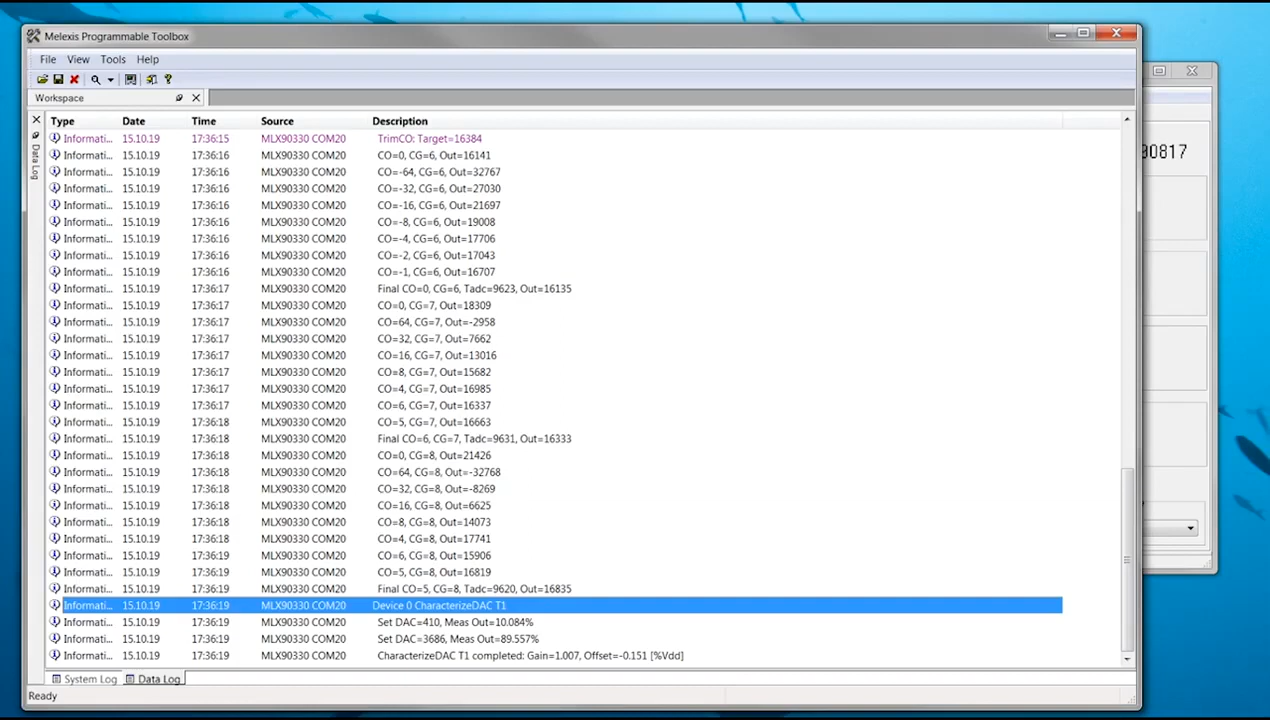 Melexis Programmable Toolbox
File View Tools Help
Workspace
Data Log
Type Date Time Source Description
Informati... 15.10.19 17:36:15 MLX90330 COM20 TrimCO: Target=16384
Informati... 15.10.19 17:36:16 MLX90330 COM20 CO=0, CG=6, Out=16141
Informati... 15.10.19 17:36:16 MLX90330 COM20 CO=-64, CG=6, Out=32767
Informati... 15.10.19 17:36:16 MLX90330 COM20 CO=-32, CG=6, Out=27030
Informati... 15.10.19 17:36:16 MLX90330 COM20 CO=-16, CG=6, Out=21697
Informati... 15.10.19 17:36:16 MLX90330 COM20 CO=-8, CG=6, Out=19008
Informati... 15.10.19 17:36:16 MLX90330 COM20 CO=-4, CG=6, Out=17706
Informati... 15.10.19 17:36:16 MLX90330 COM20 CO=-2, CG=6, Out=17043
Informati... 15.10.19 17:36:16 MLX90330 COM20 CO=-1, CG=6, Out=16707
Informati... 15.10.19 17:36:17 MLX90330 COM20 Final CO=0, CG=6, Tadc=9623, Out=16135
Informati... 15.10.19 17:36:17 MLX90330 COM20 CO=0, CG=7, Out=18309
Informati... 15.10.19 17:36:17 MLX90330 COM20 CO=64, CG=7, Out=-2958
Informati... 15.10.19 17:36:17 MLX90330 COM20 CO=32, CG=7, Out=7662
Informati... 15.10.19 17:36:17 MLX90330 COM20 CO=16, CG=7, Out=13016
Informati... 15.10.19 17:36:17 MLX90330 COM20 CO=8, CG=7, Out=15682
Informati... 15.10.19 17:36:17 MLX90330 COM20 CO=4, CG=7, Out=16985
Informati... 15.10.19 17:36:17 MLX90330 COM20 CO=6, CG=7, Out=16337
Informati... 15.10.19 17:36:18 MLX90330 COM20 CO=5, CG=7, Out=16663
Informati... 15.10.19 17:36:18 MLX90330 COM20 Final CO=6, CG=7, Tadc=9631, Out=16333
Informati... 15.10.19 17:36:18 MLX90330 COM20 CO=0, CG=8, Out=21426
Informati... 15.10.19 17:36:18 MLX90330 COM20 CO=64, CG=8, Out=-32768
Informati... 15.10.19 17:36:18 MLX90330 COM20 CO=32, CG=8, Out=-8269
Informati... 15.10.19 17:36:18 MLX90330 COM20 CO=16, CG=8, Out=6625
Informati... 15.10.19 17:36:18 MLX90330 COM20 CO=8, CG=8, Out=14073
Informati... 15.10.19 17:36:18 MLX90330 COM20 CO=4, CG=8, Out=17741
Informati... 15.10.19 17:36:19 MLX90330 COM20 CO=6, CG=8, Out=15906
Informati... 15.10.19 17:36:19 MLX90330 COM20 CO=5, CG=8, Out=16819
Informati... 15.10.19 17:36:19 MLX90330 COM20 Final CO=5, CG=8, Tadc=9620, Out=16835
Informati... 15.10.19 17:36:19 MLX90330 COM20 Device 0 CharacterizeDAC T1
Informati... 15.10.19 17:36:19 MLX90330 COM20 Set DAC=410, Meas Out=10.084%
Informati... 15.10.19 17:36:19 MLX90330 COM20 Set DAC=3686, Meas Out=89.557%
Informati... 15.10.19 17:36:19 MLX90330 COM20 CharacterizeDAC T1 completed: Gain=1.007, Offset=-0.151 [%Vdd]
System Log Data Log
Ready
30817